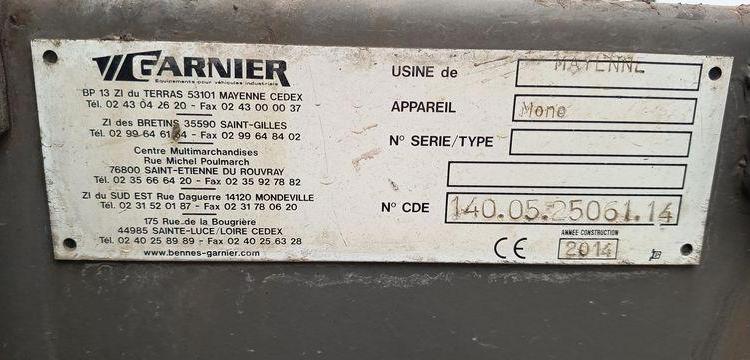 GARNIER
Equipements pour véhicules industriels
BP 13 ZI du TERRAS 53101 MAYENNE CEDEX
Tél. 02 43 04 26 20 - Fax 02 43 00 00 37
ZI des BRETINS 35590 SAINT-GILLES
Tél. 02 99 64 61 64 - Fax 02 99 64 84 02
Centre Multimarchandises
Rue Michel Poulmarch
76800 SAINT-ETIENNE DU ROUVRAY
Tél. 02 35 66 64 20 - Fax 02 35 92 78 82
ZI du SUD EST Rue Daguerre 14120 MONDEVILLE
Tél. 02 31 52 01 87 - Fax 02 31 78 06 20
175 Rue de la Bougrière
44985 SAINTE-LUCE/LOIRE CEDEX
Tél. 02 40 25 89 89 - Fax 02 40 25 63 28
www.bennes-garnier.com
USINE de MAYENNE
APPAREIL Mono
N° SERIE/TYPE
N° CDE 140.05.25061.14
ANNÉE CONSTRUCTION
CE 2014